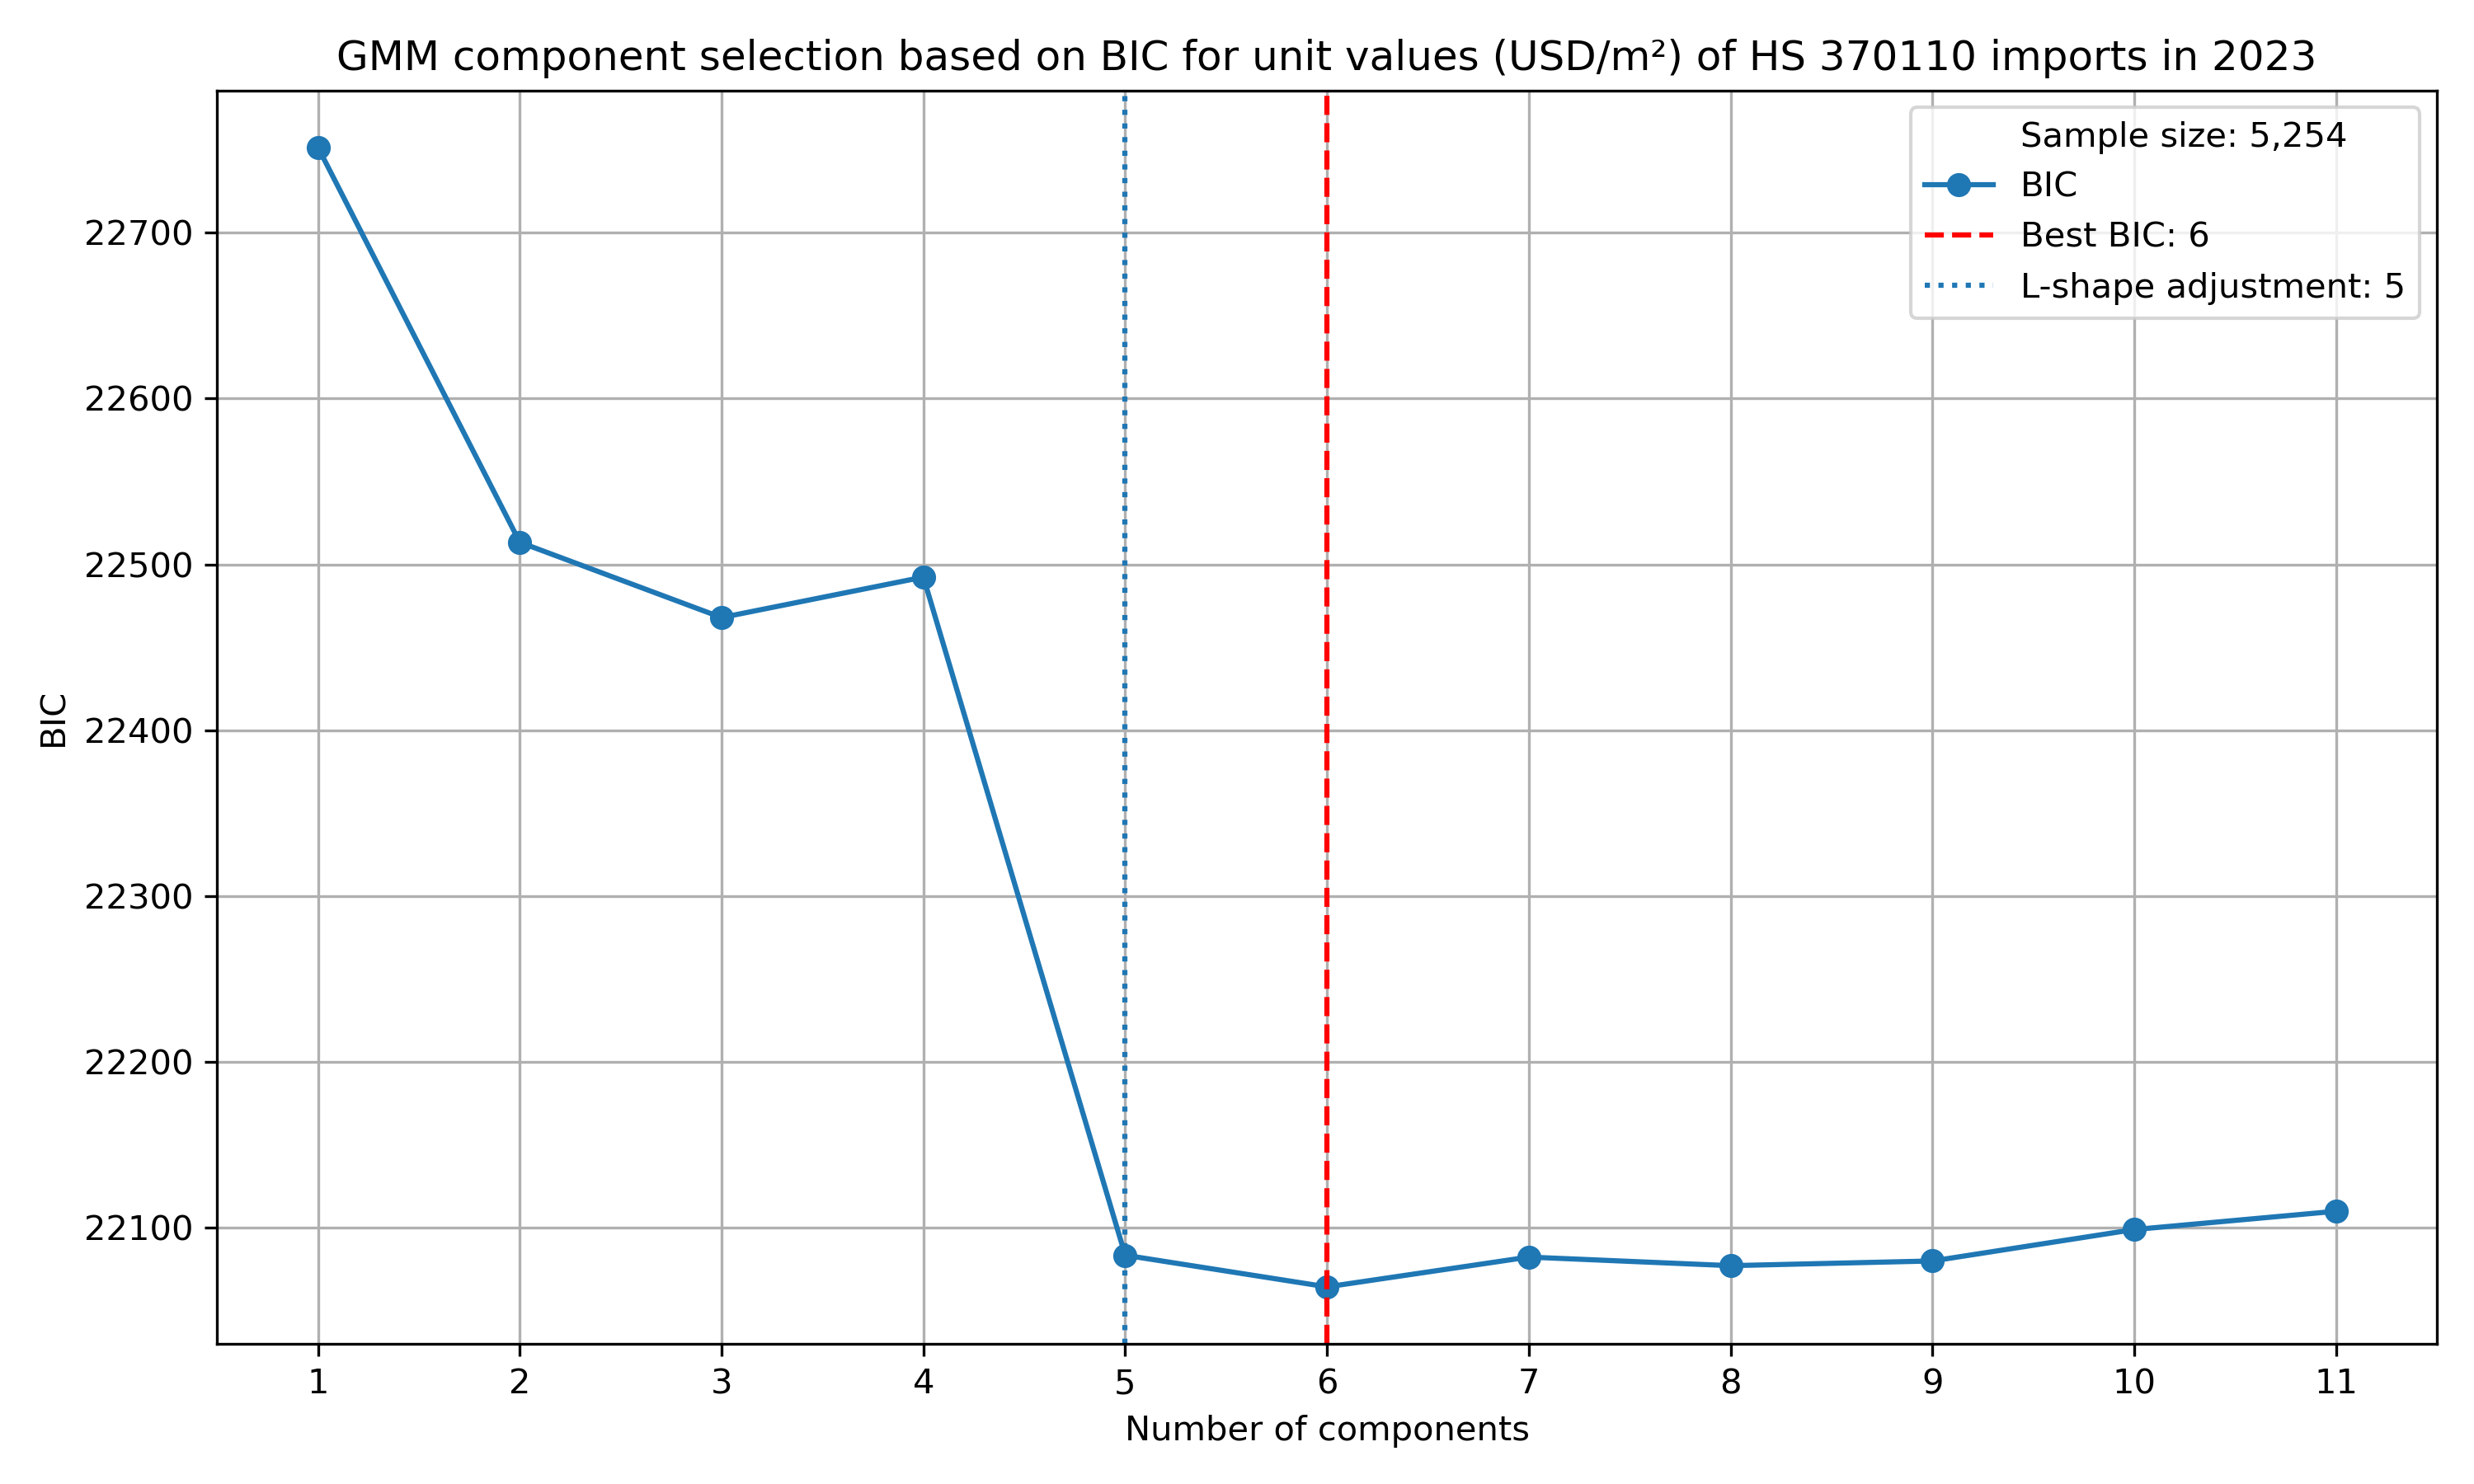 GMM component selection based on BIC for unit values (USD/m²) of HS 370110 imports in 2023
Sample size: 5,254
BIC
Best BIC: 6
L-shape adjustment: 5
BIC
22700
22600
22500
22400
22300
22200
22100
1 2 3 4 5 6 7 8 9 10 11
Number of components